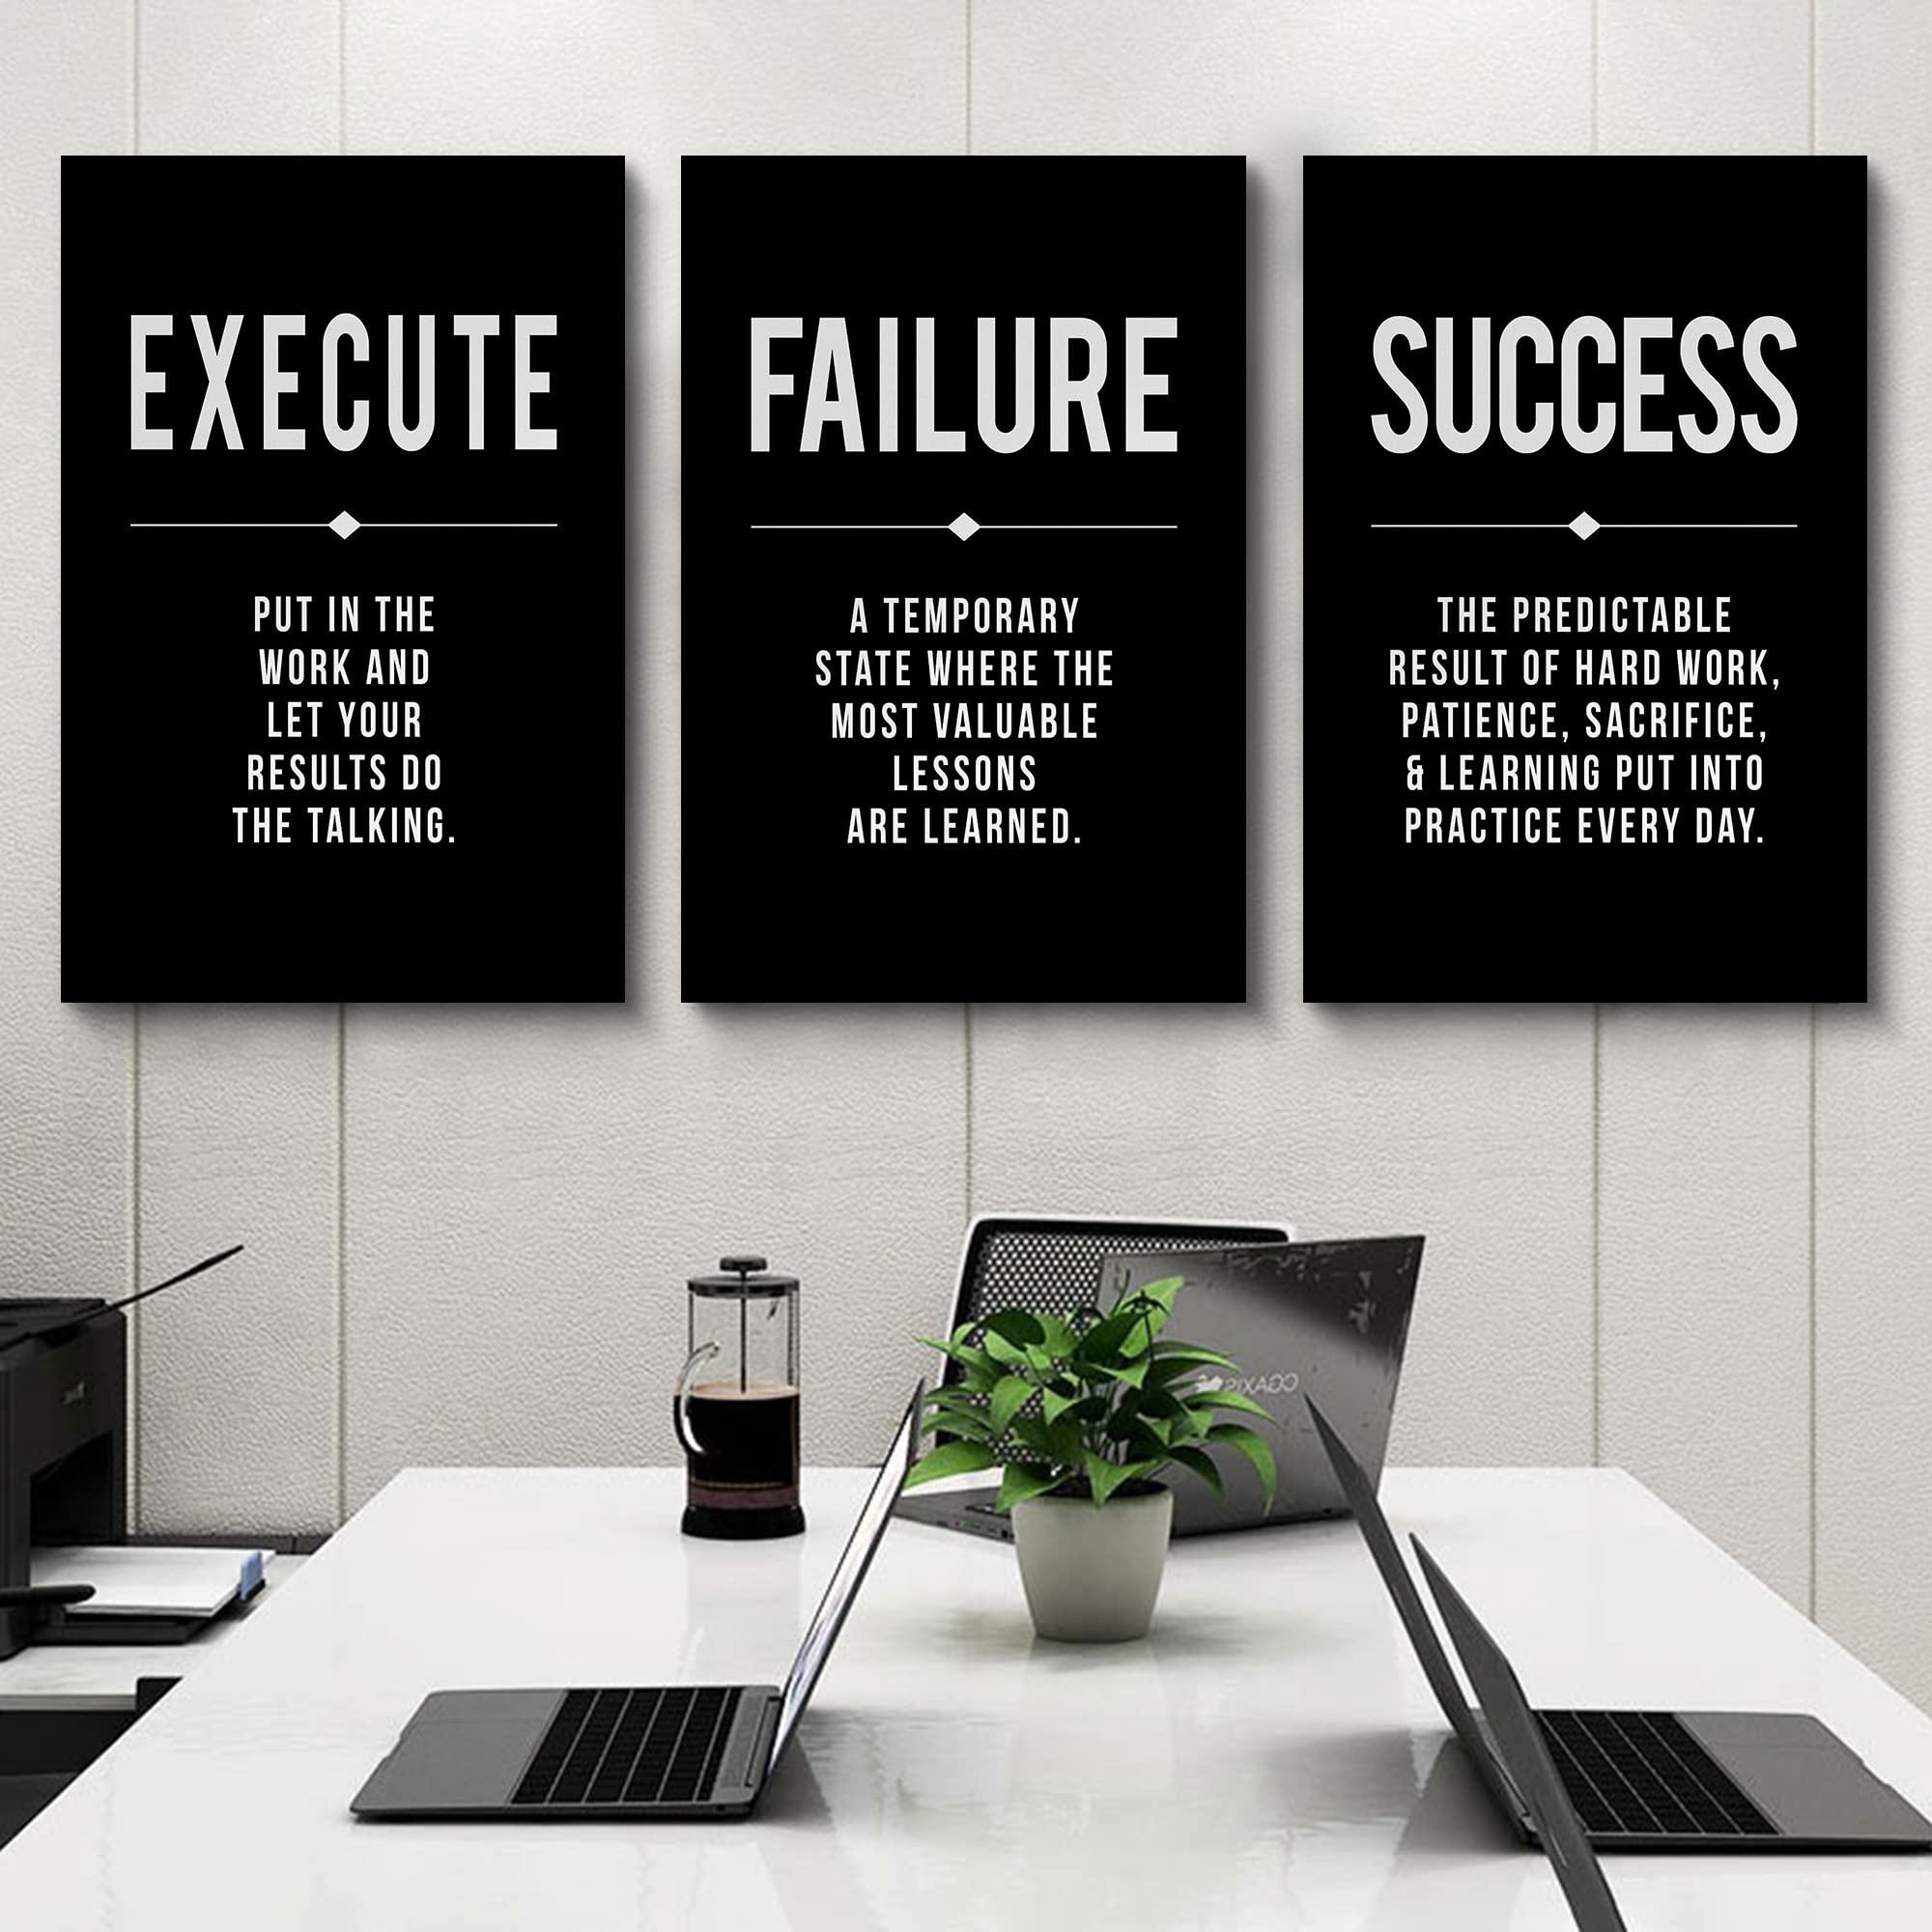 EXECUTE
PUT IN THE
WORK AND
LET YOUR
RESULTS DO
THE TALKING.
FAILURE
A TEMPORARY
STATE WHERE THE
MOST VALUABLE
LESSONS
ARE LEARNED.
SUCCESS
THE PREDICTABLE
RESULT OF HARD WORK,
PATIENCE, SACRIFICE,
& LEARNING PUT INTO
PRACTICE EVERY DAY.